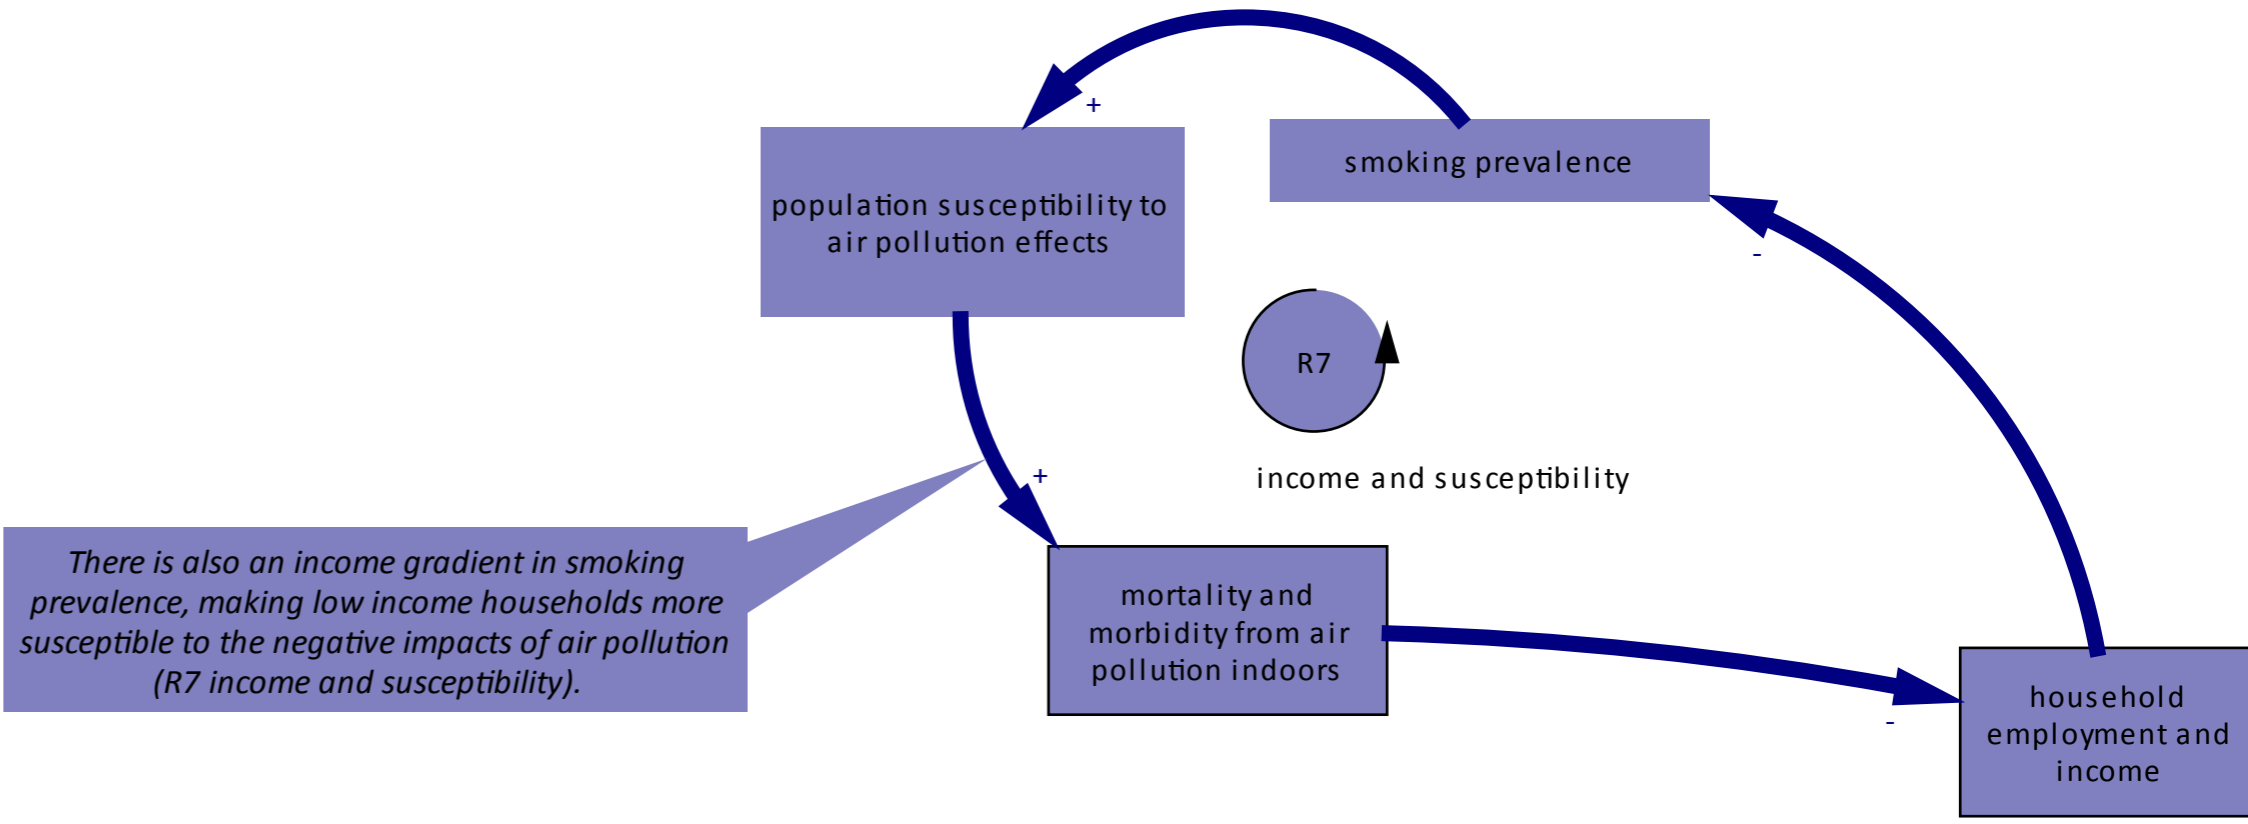 +
smoking prevalence
population susceptibility to
air pollution effects
-
R7
income and susceptibility
+
There is also an income gradient in smoking
prevalence, making low income households more
susceptible to the negative impacts of air pollution
(R7 income and susceptibility).
mortality and
morbidity from air
pollution indoors
-
household
employment and
income